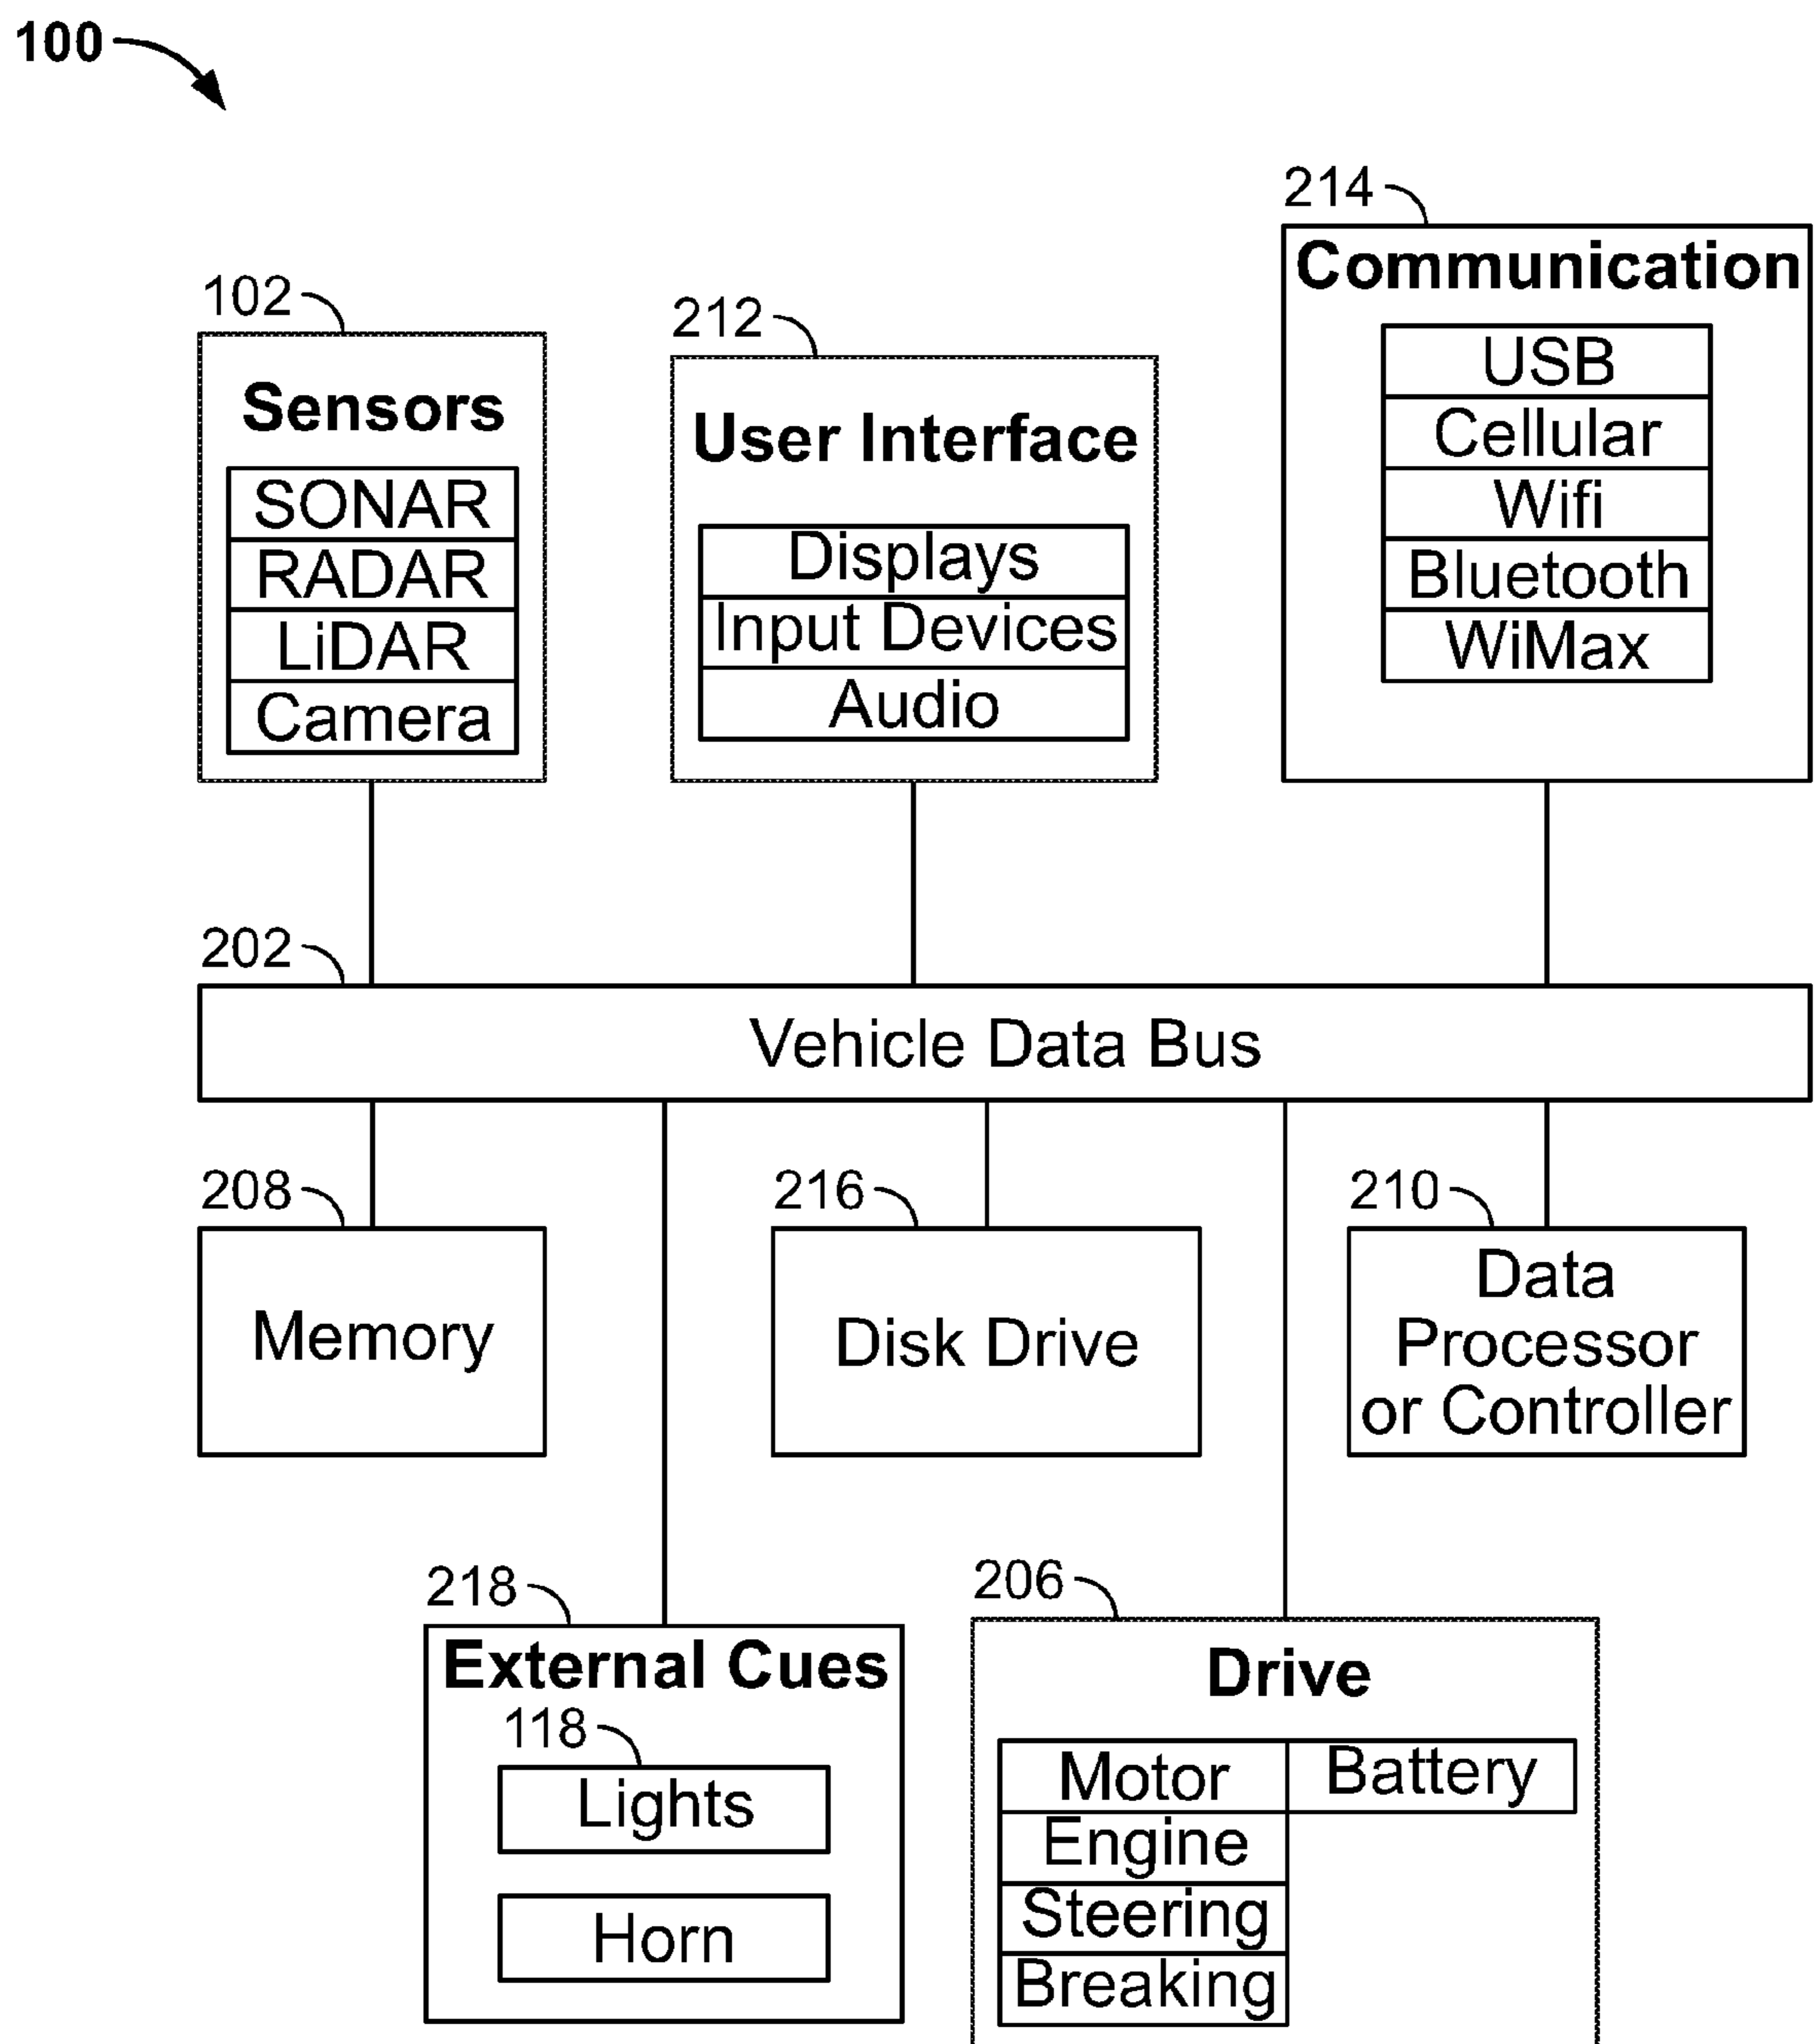 100
214
Communication
USB
Cellular
Wifi
Bluetooth
WiMax
102
Sensors
SONAR
RADAR
LiDAR
Camera
212
User Interface
Displays
Input Devices
Audio
202
Vehicle Data Bus
208
Memory
216
Disk Drive
210
Data
Processor
or Controller
218
External Cues
118
Lights
Horn
206
Drive
Motor
Battery
Engine
Steering
Breaking